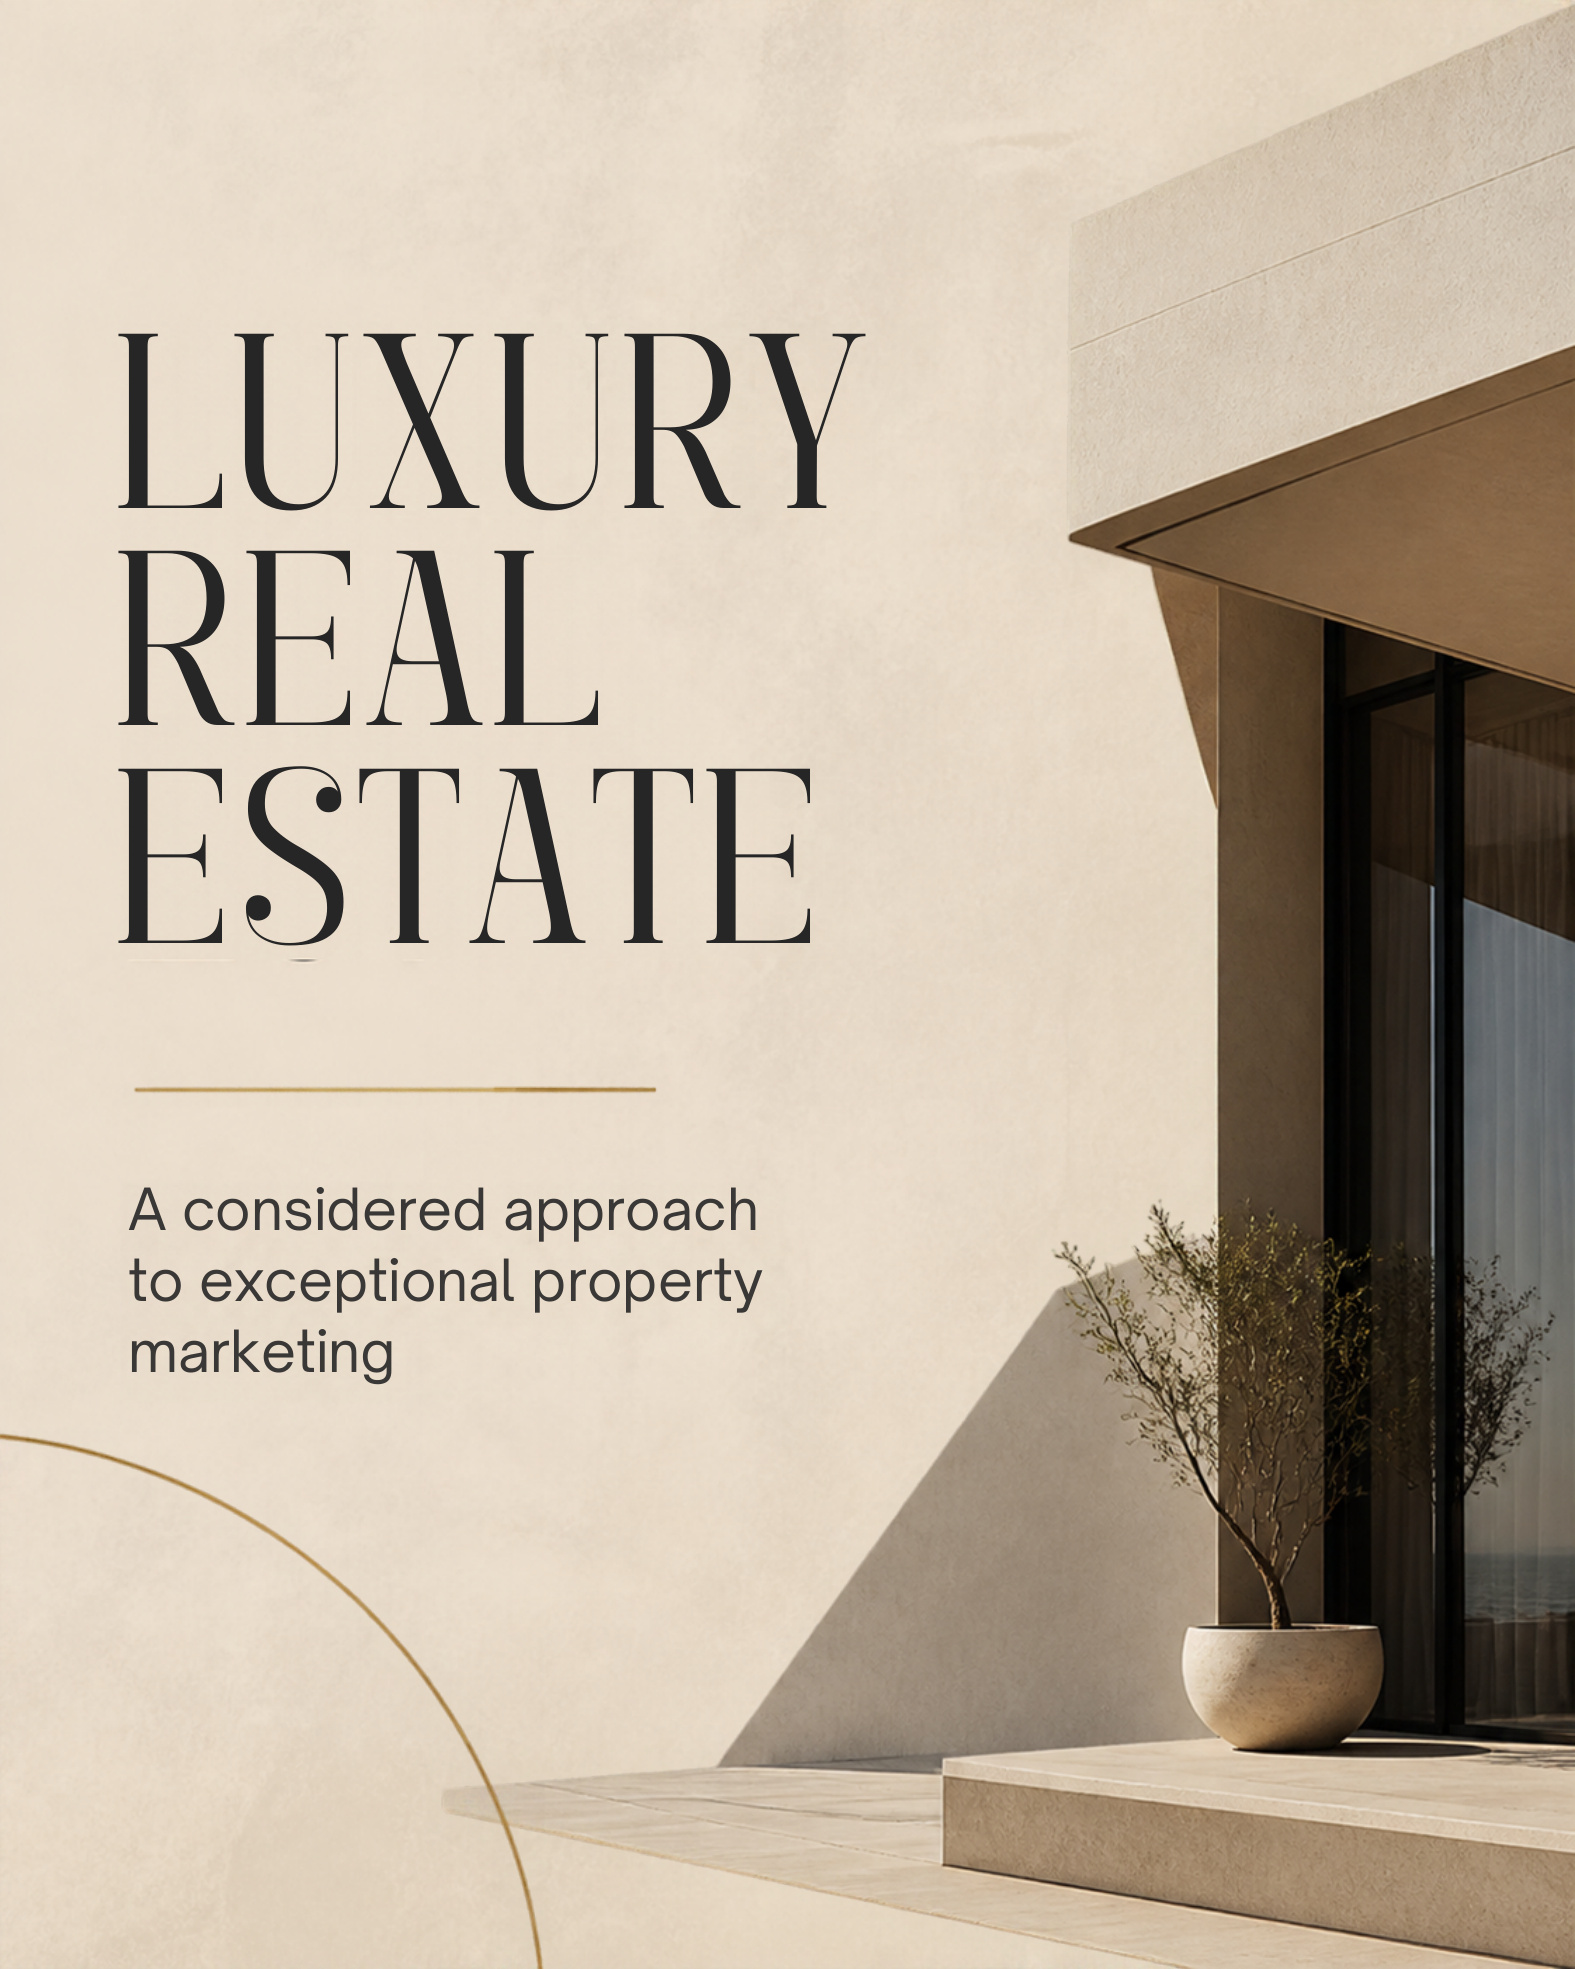 LUXURY
REAL
ESTATE
A considered approach
to exceptional property
marketing